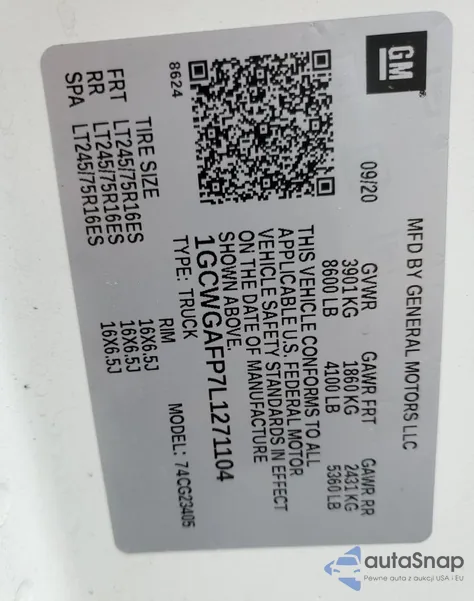 GM
MFD BY GENERAL MOTORS LLC
09/20
GVWR GAWR FRT GAWR RR
3901 KG 1860 KG 2431 KG
8600 LB 4100 LB 5360 LB
THIS VEHICLE CONFORMS TO ALL
APPLICABLE U.S. FEDERAL MOTOR
VEHICLE SAFETY STANDARDS IN EFFECT
ON THE DATE OF MANUFACTURE
SHOWN ABOVE.
1GCWGAFP7L1271104
TYPE: TRUCK MODEL: 74CG23405
8624
TIRE SIZE RIM
FRT LT245/75R16ES 16X6.5J
RR LT245/75R16ES 16X6.5J
SPA LT245/75R16ES 16X6.5J
autaSnap
Pewne auta z aukcji USA i EU